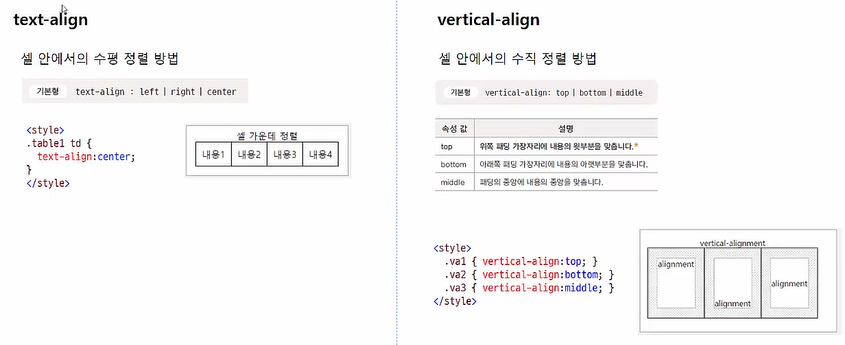 text-align
셀 안에서의 수평 정렬 방법
기본형 text-align : left | right | center
<style>
.table1 td {
text-align:center;
}
</style>
셀 가운데 정렬
내용1 내용2 내용3 내용4
vertical-align
셀 안에서의 수직 정렬 방법
기본형 vertical-align: top | bottom | middle
속성 값 설명
top 위쪽 패딩 가장자리에 내용의 윗부분을 맞춥니다.*
bottom 아래쪽 패딩 가장자리에 내용의 아랫부분을 맞춥니다.
middle 패딩의 중앙에 내용의 중앙을 맞춥니다.
<style>
.va1 { vertical-align:top; }
.va2 { vertical-align:bottom; }
.va3 { vertical-align:middle; }
</style>
vertical-alignment
alignment
alignment
alignment